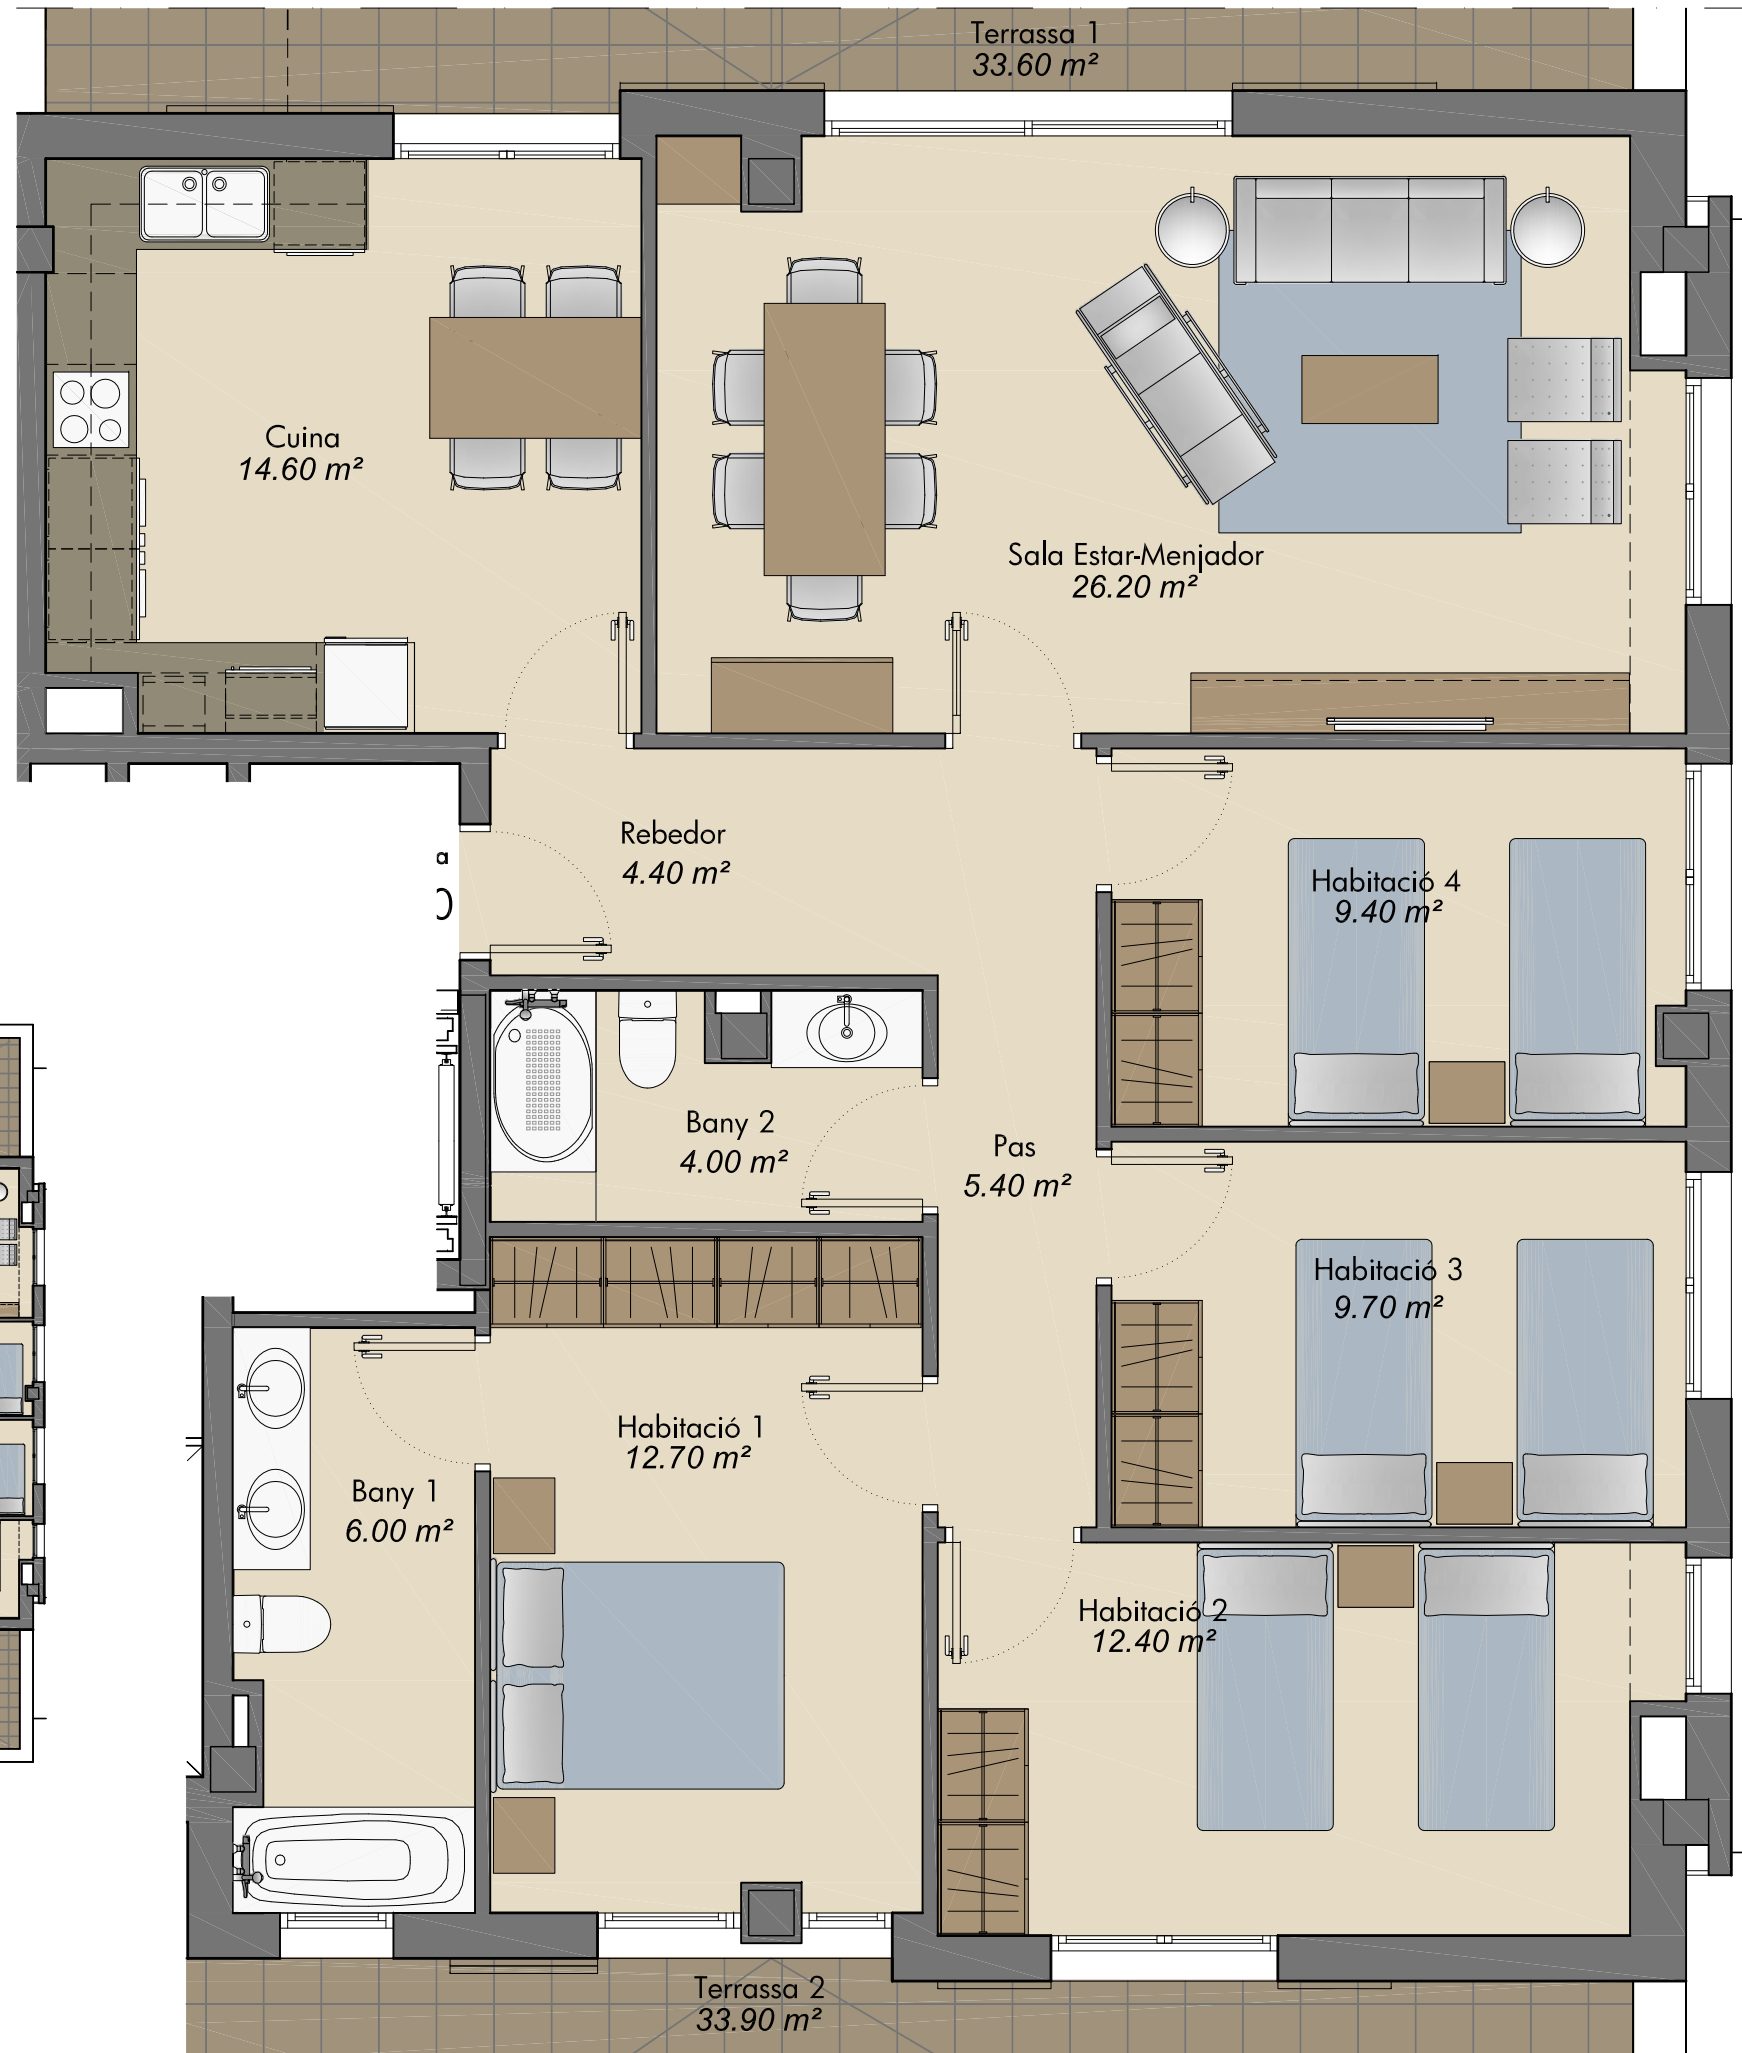 Terrassa 1
33.60 m²
Cuina
14.60 m²
Sala Estar-Menjador
26.20 m²
Rebedor
4.40 m²
a
Habitació 4
9.40 m²
Bany 2
4.00 m²
Pas
5.40 m²
Habitació 3
9.70 m²
Habitació 1
12.70 m²
Bany 1
6.00 m²
Habitació 2
12.40 m²
Terrassa 2
33.90 m²